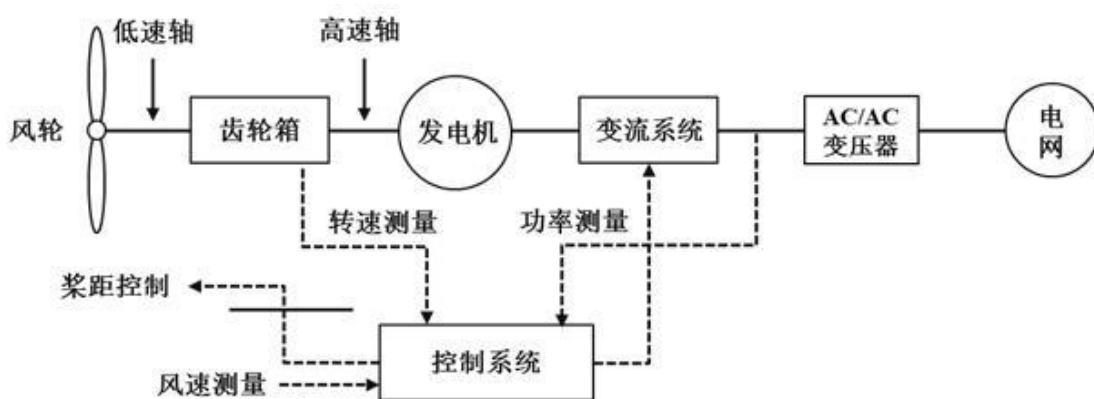 低速轴
高速轴
风轮
齿轮箱
发电机
变流系统
AC/AC
变压器
电
网
转速测量
功率测量
桨距控制
控制系统
风速测量